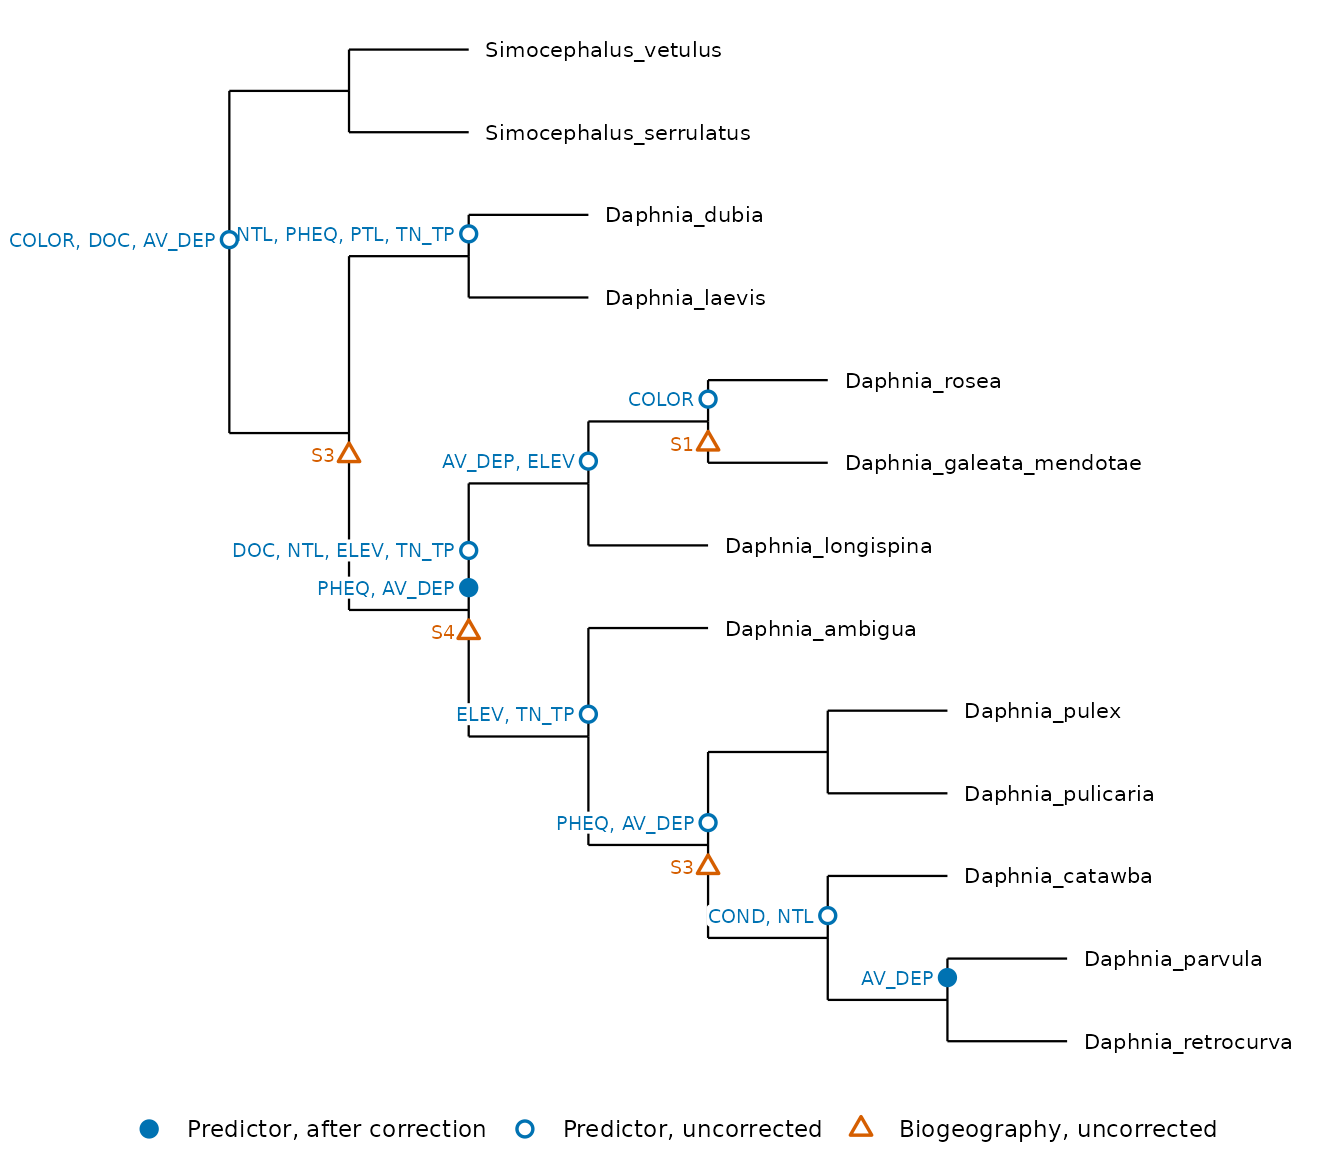 Simocephalus_vetulus
Simocephalus_serrulatus
Daphnia_dubia
COLOR, DOC, AV_DEP
NTL, PHEQ, PTL, TN_TP
Daphnia_laevis
Daphnia_rosea
COLOR
S1
S3
AV_DEP, ELEV
Daphnia_galeata_mendotae
Daphnia_longispina
DOC, NTL, ELEV, TN_TP
PHEQ, AV_DEP
S4
Daphnia_ambigua
ELEV, TN_TP
Daphnia_pulex
Daphnia_pulicaria
PHEQ, AV_DEP
S3
Daphnia_catawba
COND, NTL
Daphnia_parvula
AV_DEP
Daphnia_retrocurva
Predictor, after correction
Predictor, uncorrected
Biogeography, uncorrected